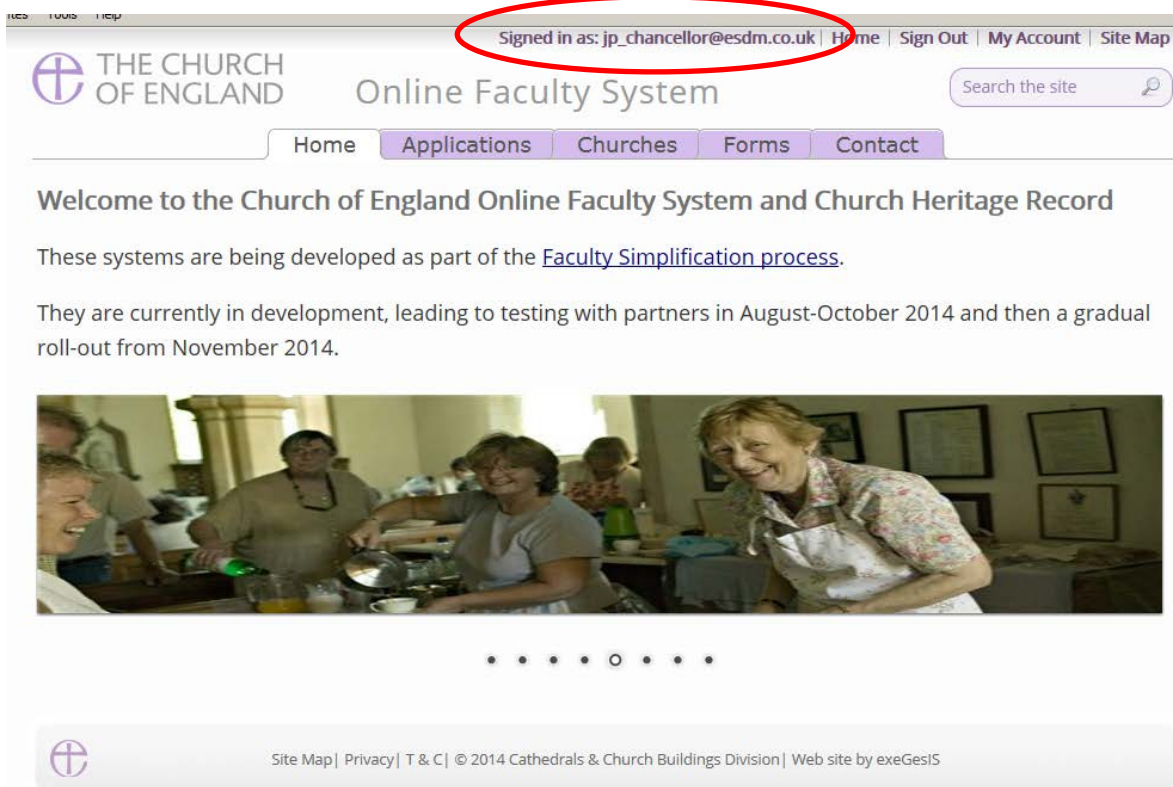 Tools Help
Signed in as: jp_chancellor@esdm.co.uk | Home | Sign Out | My Account | Site Map
THE CHURCH
OF ENGLAND
Online Faculty System
Search the site
Home Applications Churches Forms Contact
Welcome to the Church of England Online Faculty System and Church Heritage Record
These systems are being developed as part of the Faculty Simplification process.
They are currently in development, leading to testing with partners in August-October 2014 and then a gradual
roll-out from November 2014.
Site Map| Privacy| T & C| © 2014 Cathedrals & Church Buildings Division| Web site by exeGesIS